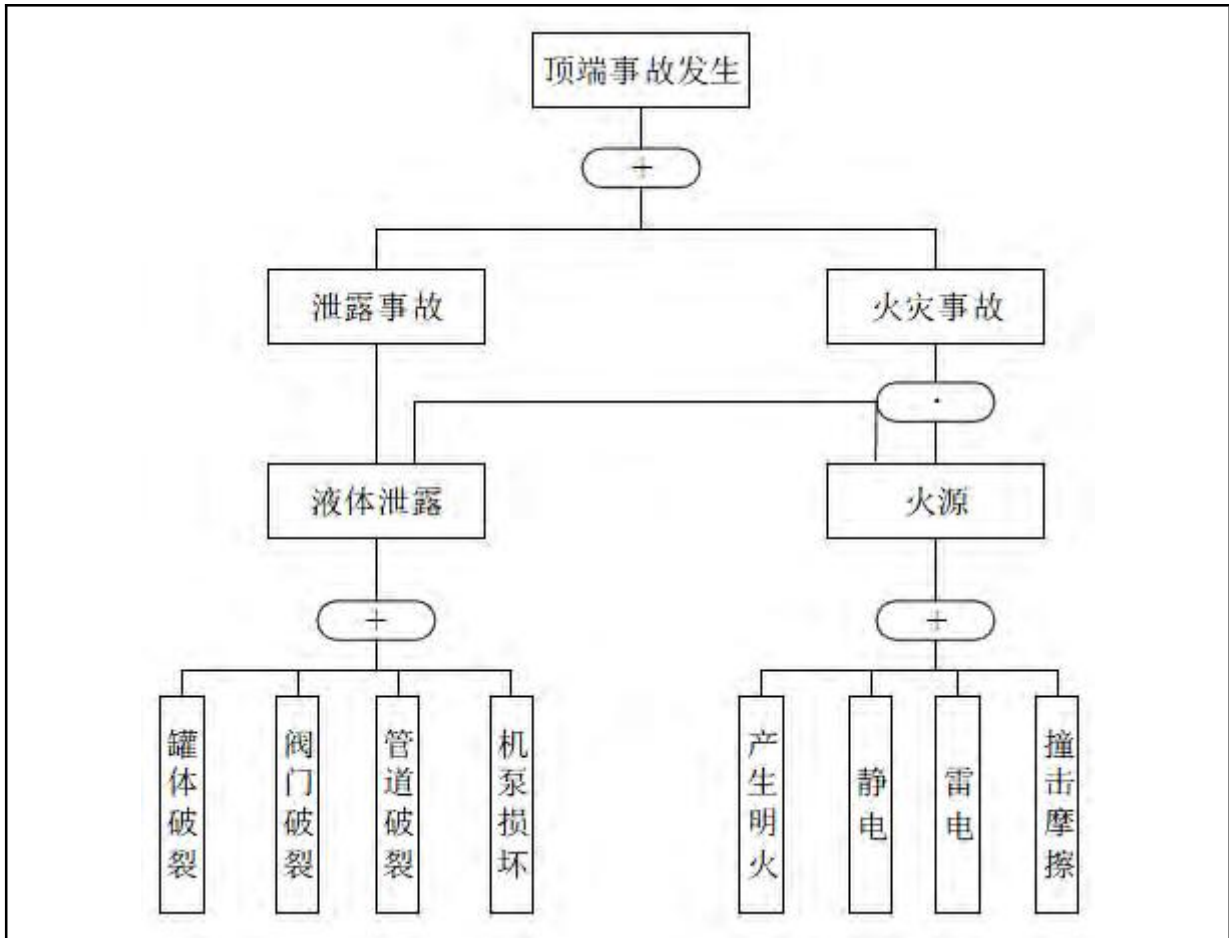 顶端事故发生
+
泄露事故
火灾事故
·
液体泄露
火源
+
+
罐体破裂
阀门破裂
管道破裂
机泵损坏
产生明火
静电
雷电
撞击摩擦